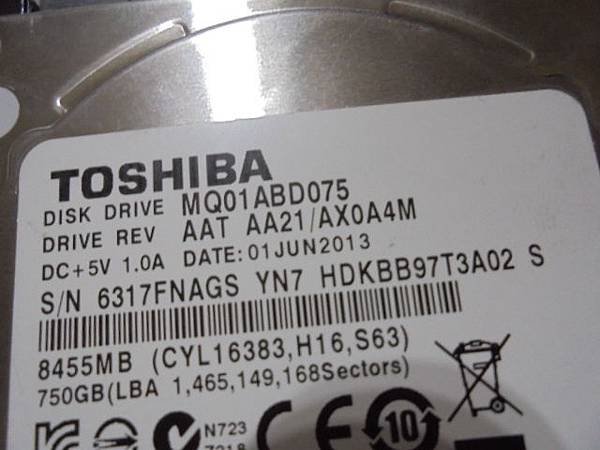 TOSHIBA
DISK DRIVE MQ01ABD075
DRIVE REV AAT AA21/AX0A4M
DC+5V 1.0A DATE: 01JUN2013
S/N 6317FNAGS YN7 HDKBB97T3A02 S
8455MB (CYL16383,H16,S63)
750GB(LBA 1,465,149,168Sectors)
N723
CE 10